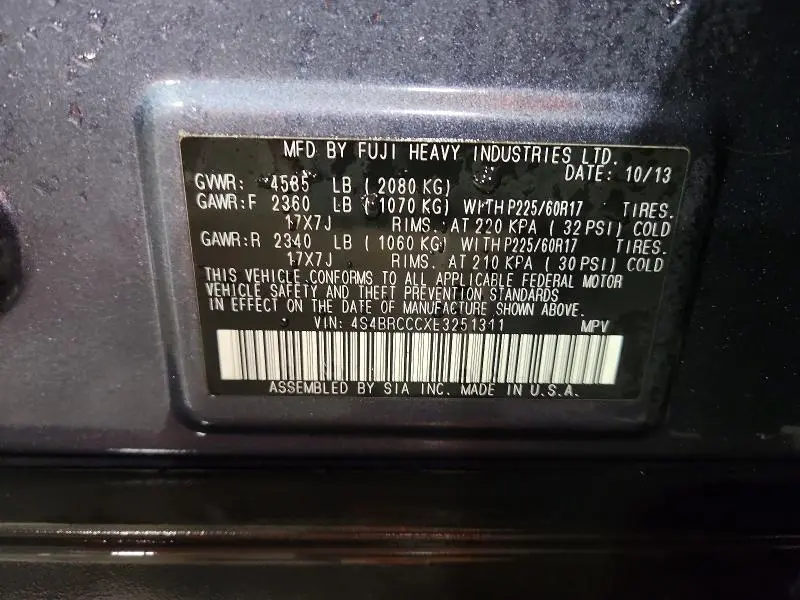 MFD BY FUJI HEAVY INDUSTRIES LTD.
DATE: 10/13
GVWR: 4585 LB ( 2080 KG)
GAWR:F 2360 LB ( 1070 KG) WITH P225/60R17 TIRES.
17X7J RIMS. AT 220 KPA ( 32 PSI) COLD
GAWR:R 2340 LB ( 1060 KG) WITH P225/60R17 TIRES.
17X7J RIMS. AT 210 KPA ( 30 PSI) COLD
THIS VEHICLE CONFORMS TO ALL APPLICABLE FEDERAL MOTOR
VEHICLE SAFETY AND THEFT PREVENTION STANDARDS
IN EFFECT ON THE DATE OF MANUFACTURE SHOWN ABOVE.
VIN: 4S4BRCCCXE3251311 MPV
ASSEMBLED BY SIA INC. MADE IN U.S.A.